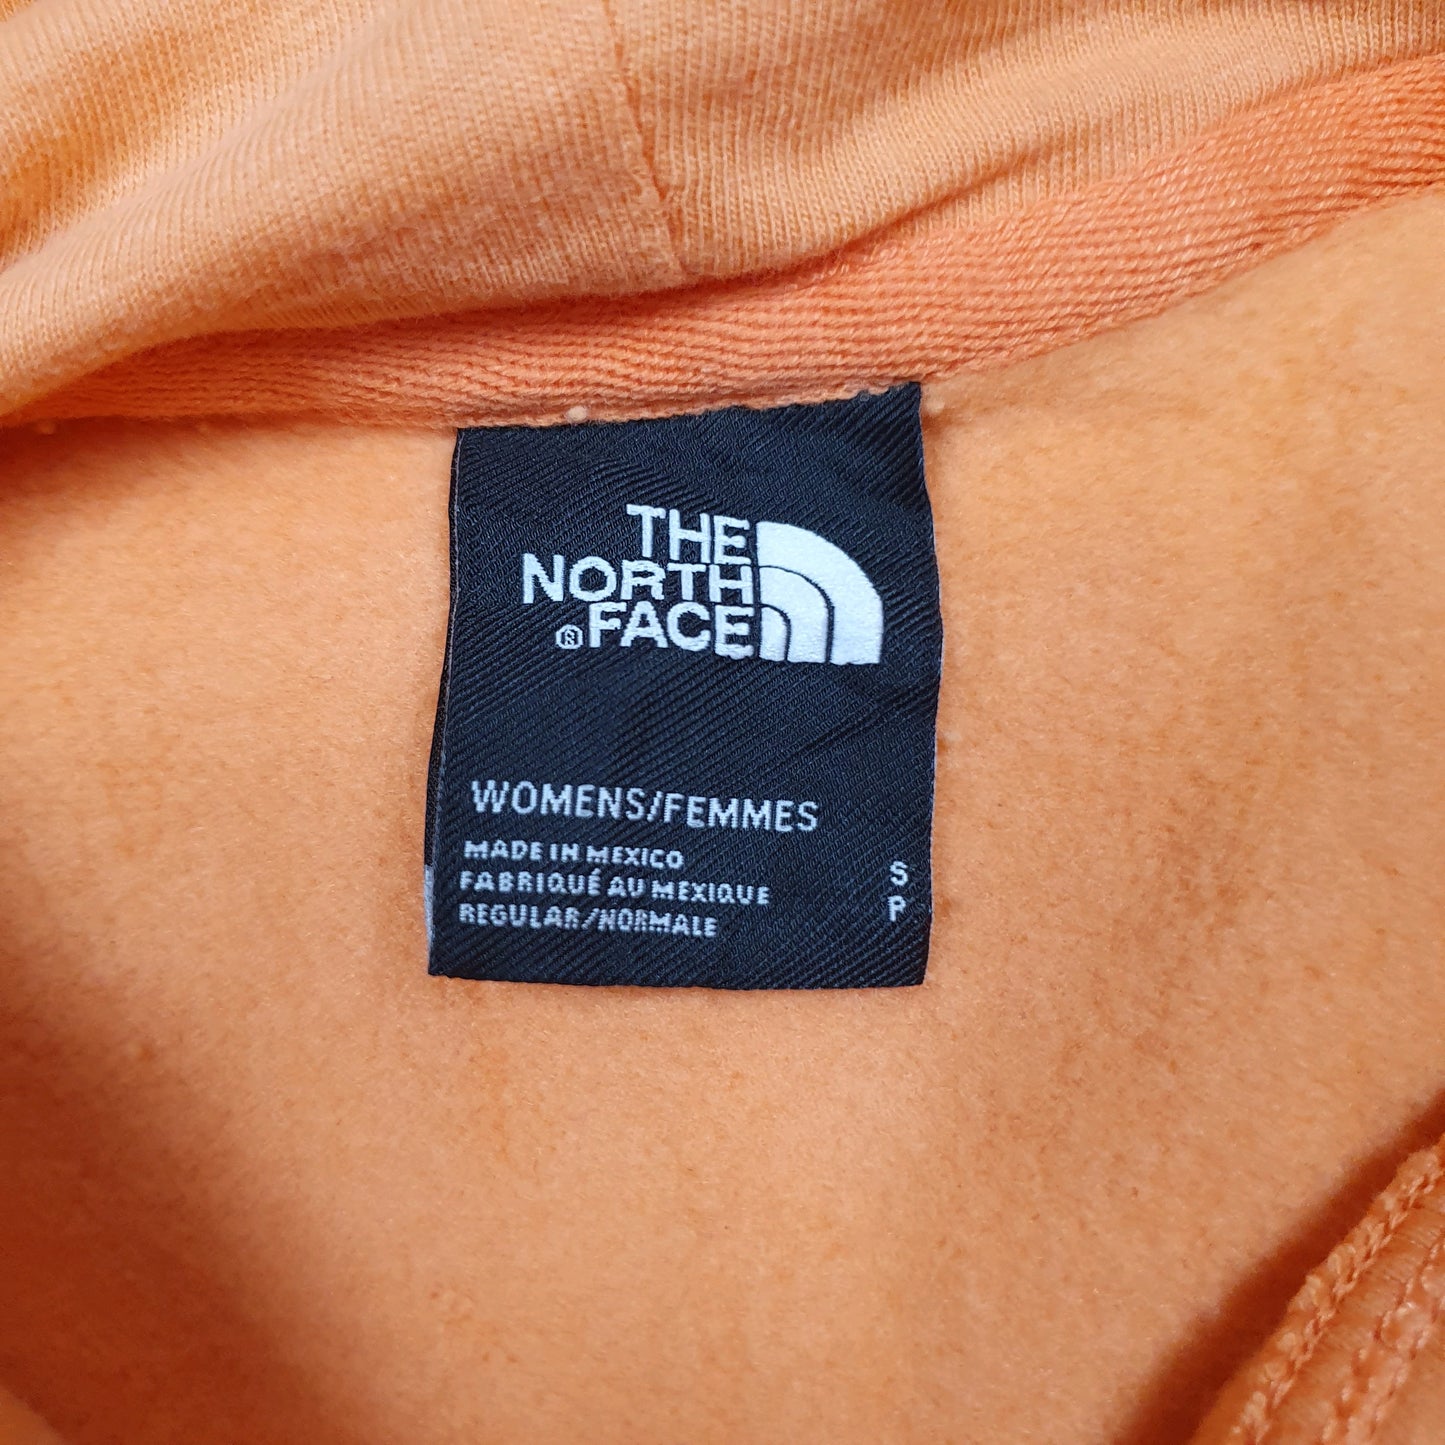 THE
NORTH
®FACE
WOMENS/FEMMES
MADE IN MEXICO
FABRIQUÉ AU MEXIQUE
REGULAR/NORMALE
S
P